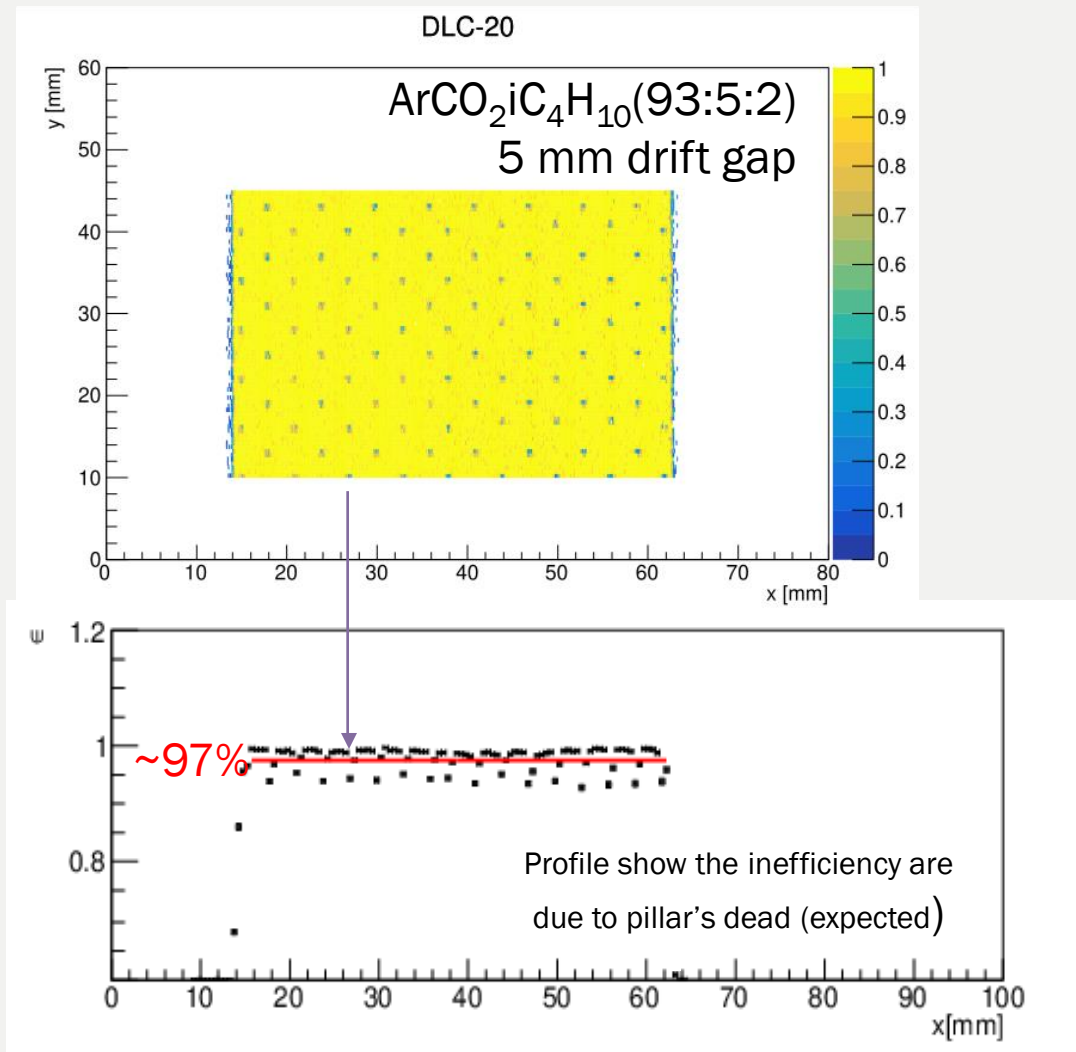 DLC-20
y [mm]
60
50
40
30
20
10
0
ArCO₂iC₄H₁₀(93:5:2)
5 mm drift gap
1
0.9
0.8
0.7
0.6
0.5
0.4
0.3
0.2
0.1
0
0 10 20 30 40 50 60 70 80
x [mm]
∈
1.2
1
0.8
~97%
Profile show the inefficiency are
due to pillar's dead (expected)
0 10 20 30 40 50 60 70 80 90 100
x[mm]